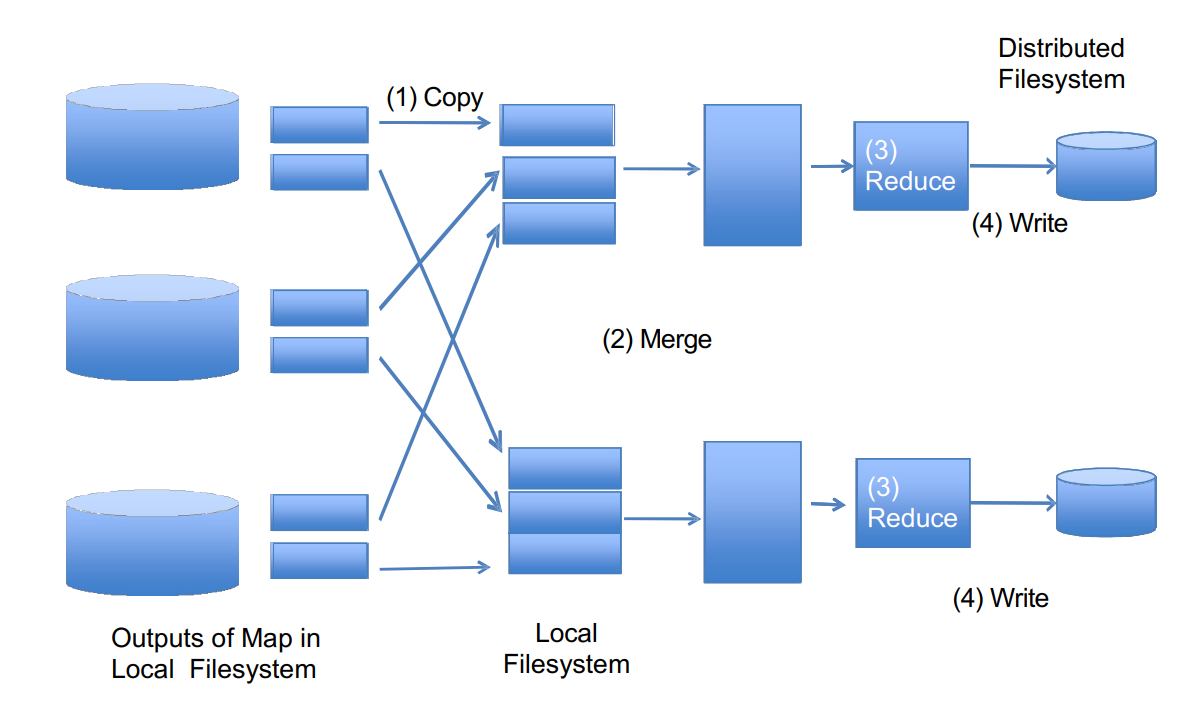 Distributed
Filesystem
(1) Copy
(3)
Reduce
(4) Write
(2) Merge
(3)
Reduce
(4) Write
Outputs of Map in
Local Filesystem
Local
Filesystem